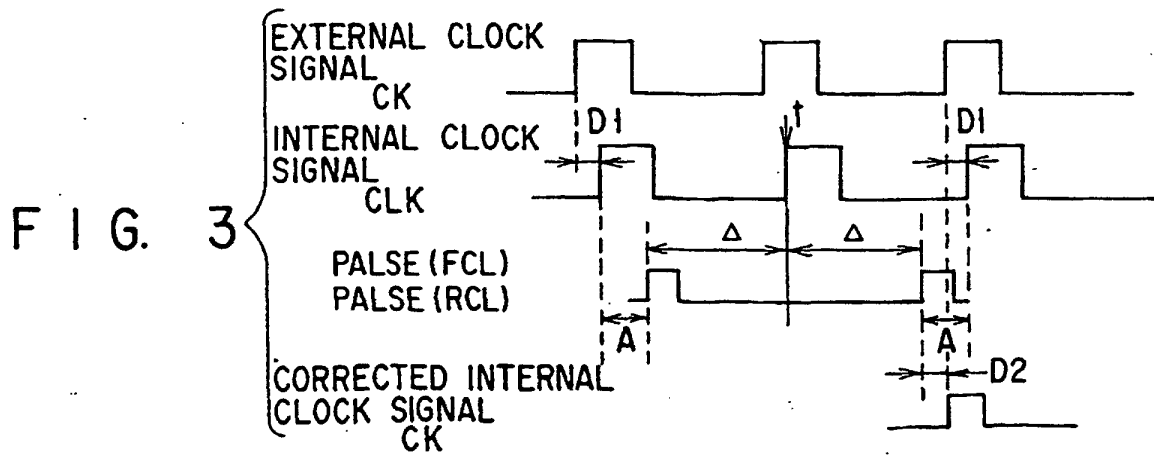 EXTERNAL CLOCK
SIGNAL
CK
D1
t
D1
INTERNAL CLOCK
SIGNAL
CLK
FIG. 3
Δ Δ
PALSE (FCL)
PALSE (RCL)
A A
D2
CORRECTED INTERNAL
CLOCK SIGNAL
CK